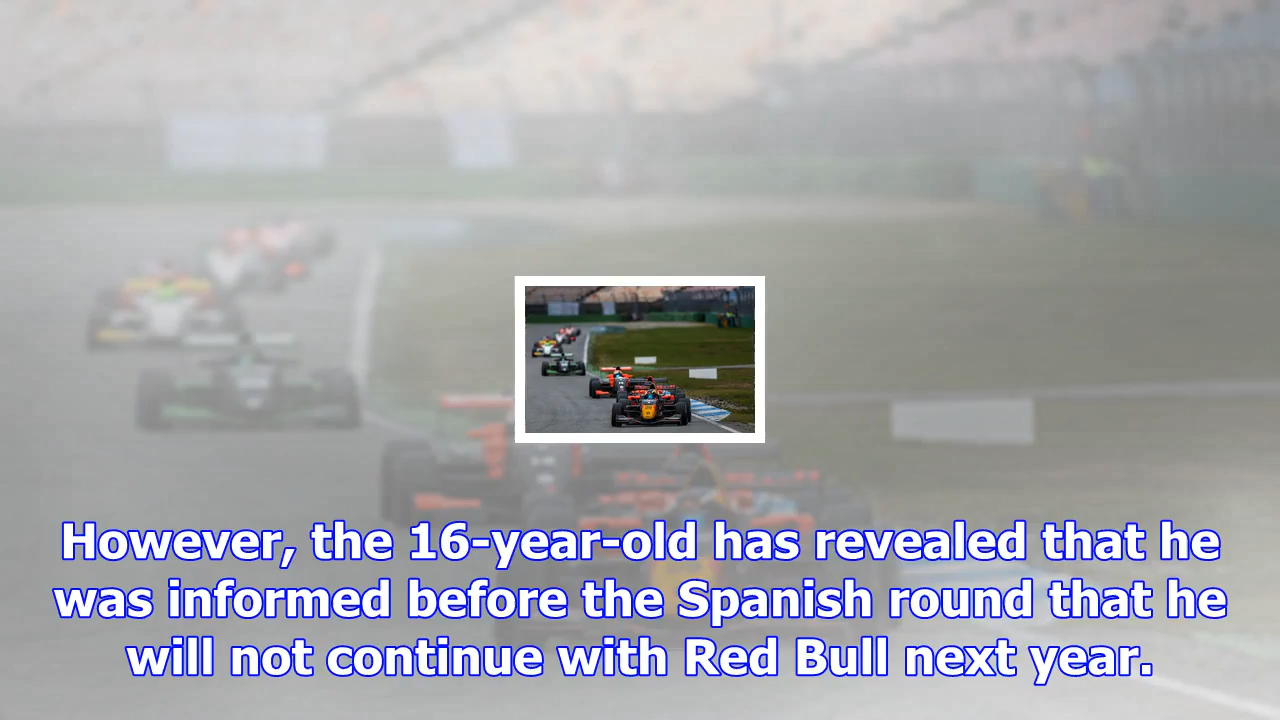 However, the 16-year-old has revealed that he
was informed before the Spanish round that he
will not continue with Red Bull next year.